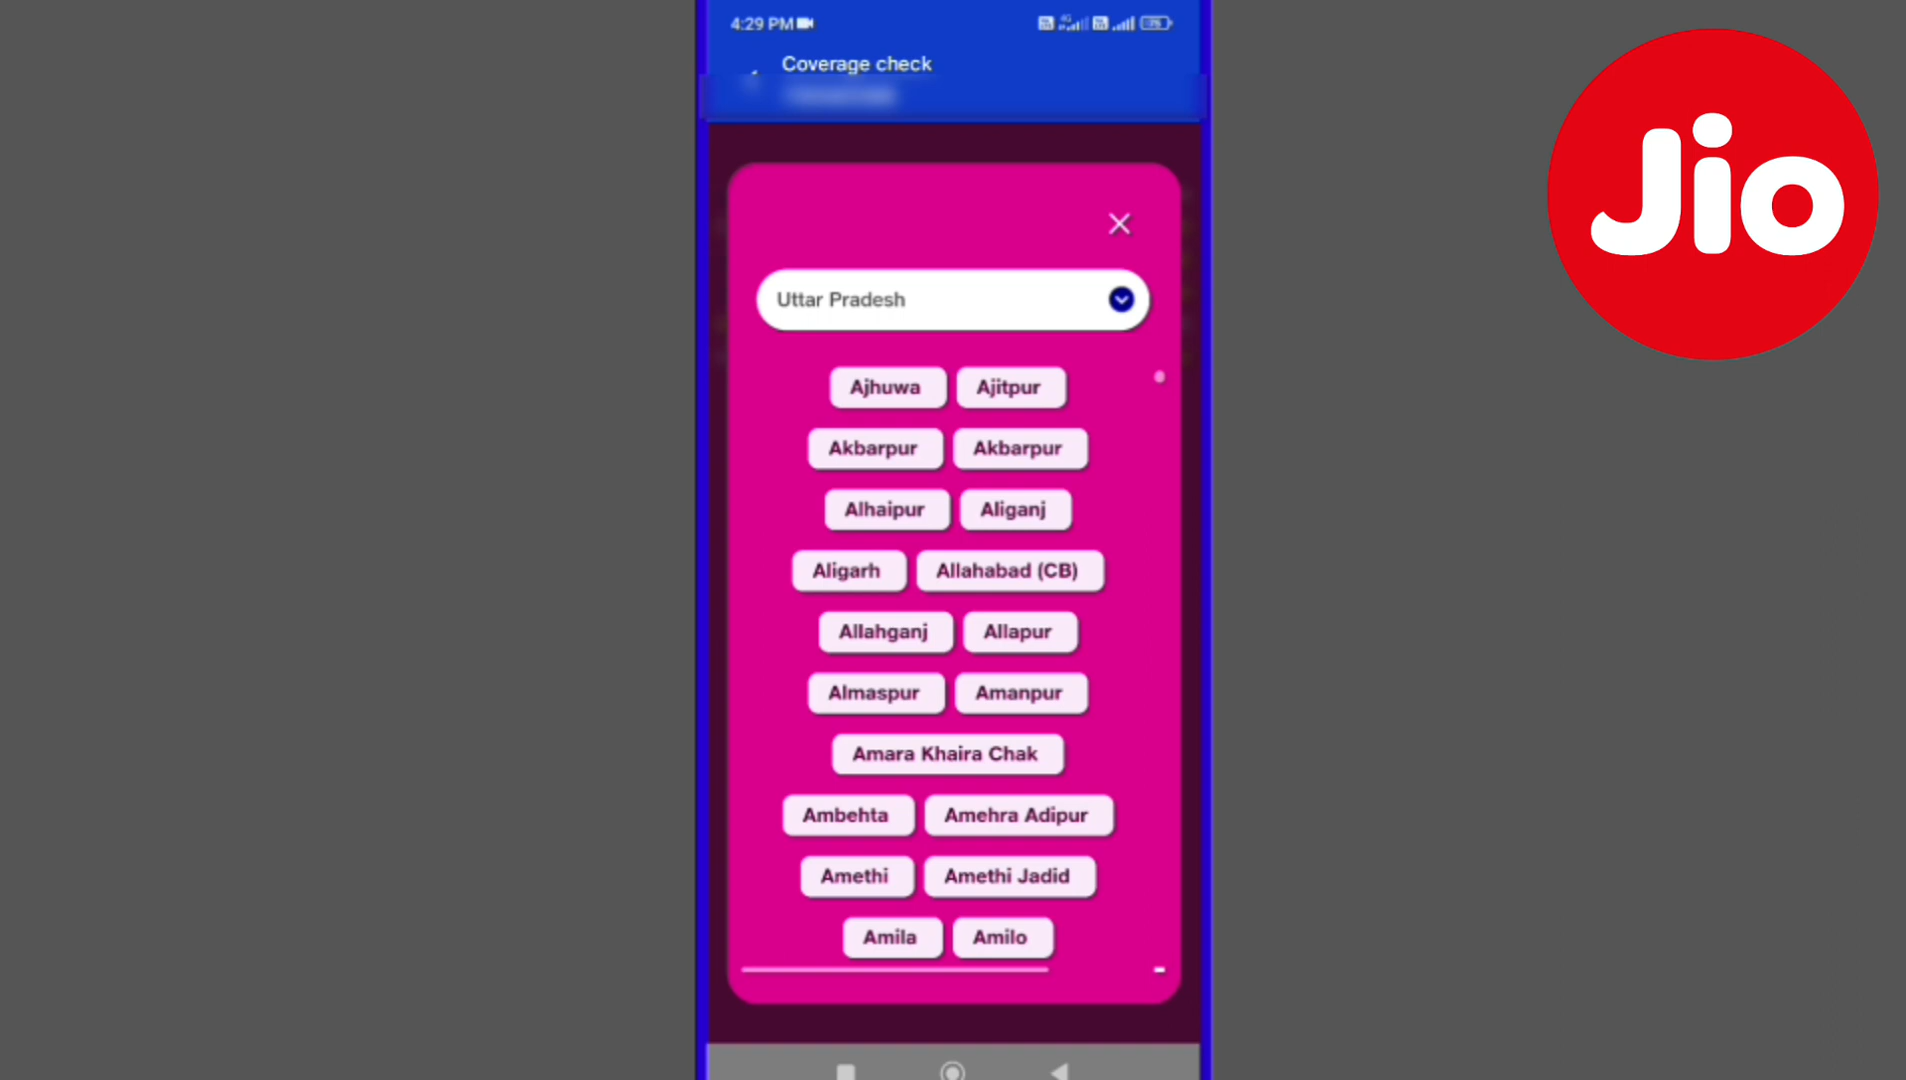 4:29 PM
Coverage check
Jio
Uttar Pradesh
Ajhuwa Ajitpur
Akbarpur Akbarpur
Alhaipur Aliganj
Aligarh Allahabad (CB)
Allahganj Allapur
Almaspur Amanpur
Amara Khaira Chak
Ambehta Amehra Adipur
Amethi Amethi Jadid
Amila Amilo